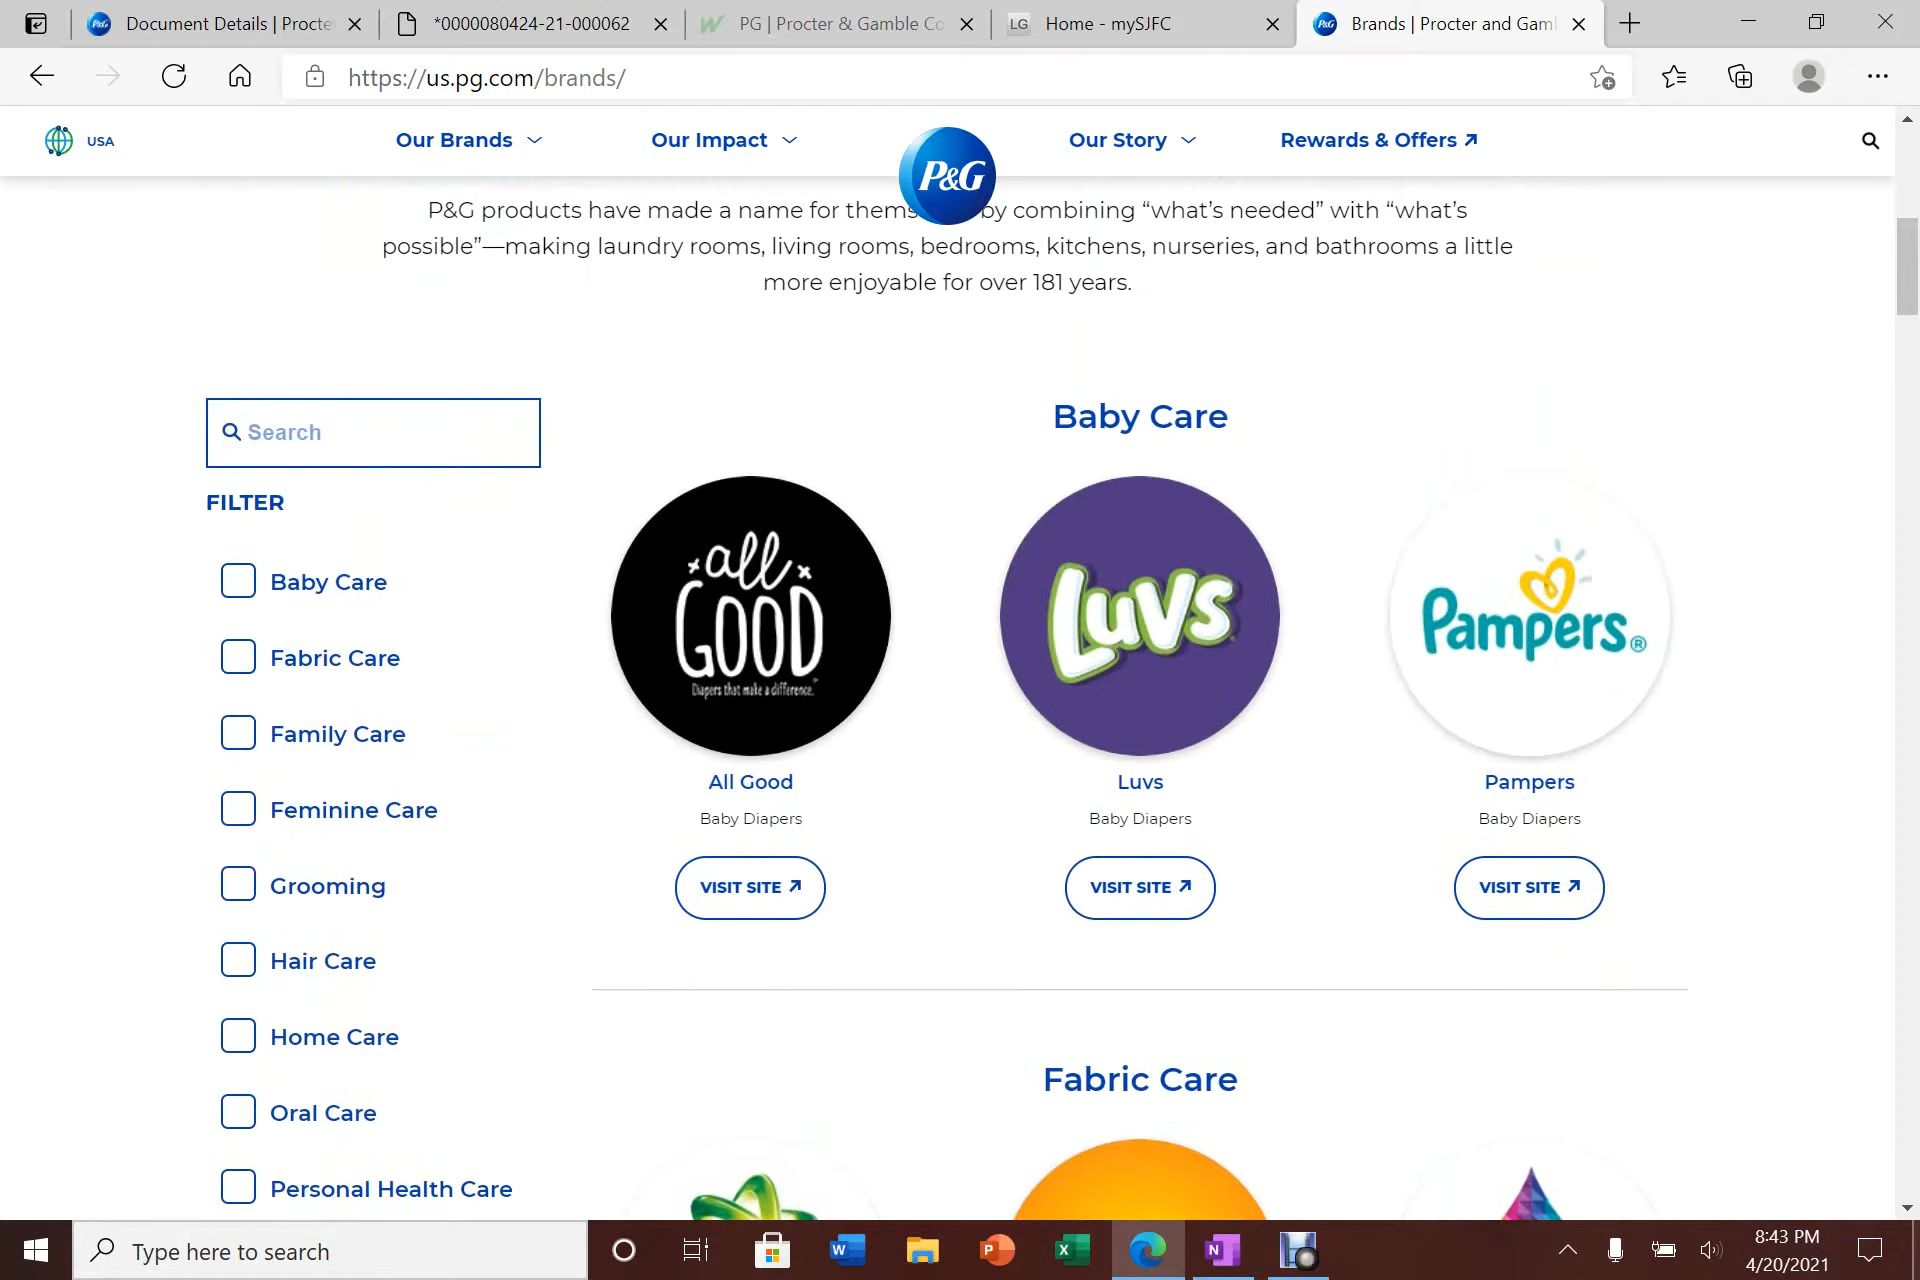 Document Details | Procte
*0000080424-21-000062
PG | Procter & Gamble Co
LG
Home - mySJFC
P&G
Brands | Procter and Gam
https://us.pg.com/brands/
USA
Our Brands
Our Impact
P&G
Our Story
Rewards & Offers
P&G products have made a name for thems by combining “what’s needed” with “what’s
possible”—making laundry rooms, living rooms, bedrooms, kitchens, nurseries, and bathrooms a little
more enjoyable for over 181 years.
Search
FILTER
Baby Care
Fabric Care
Family Care
Feminine Care
Grooming
Hair Care
Home Care
Oral Care
Personal Health Care
Baby Care
all
GOOD
Diapers that make a difference.™
Luvs
Pampers®
All Good
Luvs
Pampers
Baby Diapers
Baby Diapers
Baby Diapers
VISIT SITE
VISIT SITE
VISIT SITE
Fabric Care
Type here to search
W
P
X
N
8:43 PM
4/20/2021